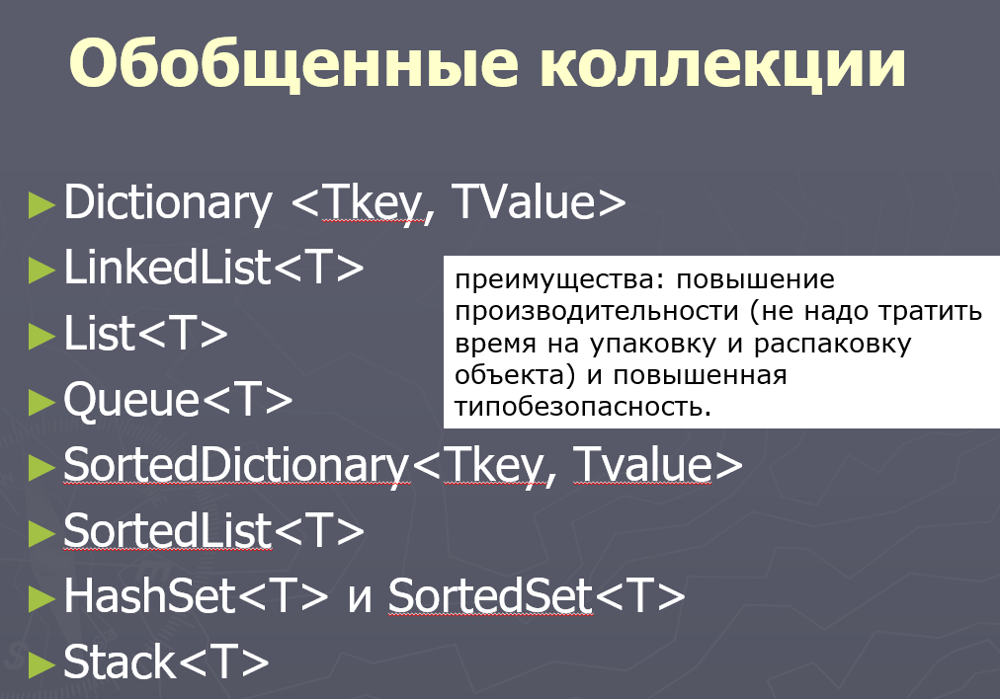 Обобщенные коллекции
Dictionary <Tkey, TValue>
LinkedList<T>
List<T>
Queue<T>
SortedDictionary<Tkey, Tvalue>
SortedList<T>
HashSet<T> и SortedSet<T>
Stack<T>
преимущества: повышение
производительности (не надо тратить
время на упаковку и распаковку
объекта) и повышенная
типобезопасность.